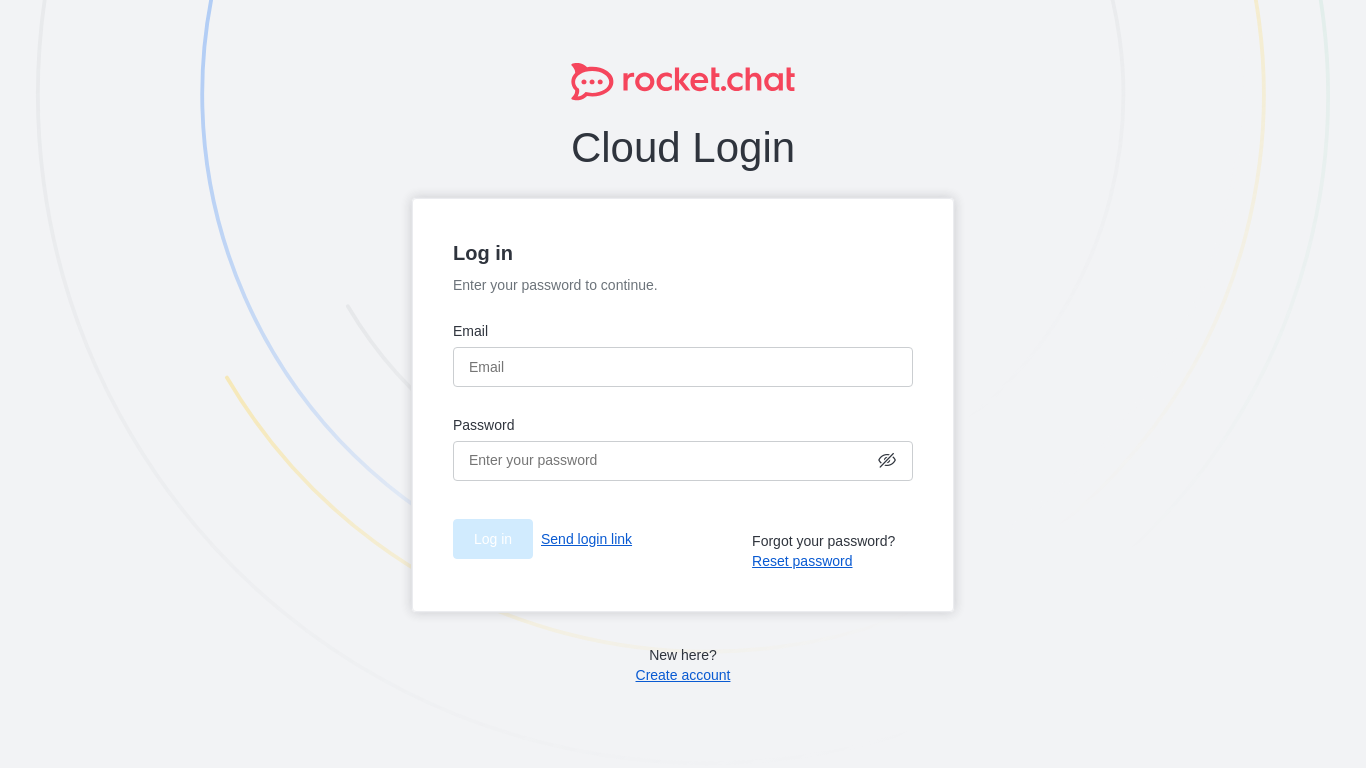 rocket.chat
Cloud Login
Log in
Enter your password to continue.
Email
Email
Password
Enter your password
Log in
Send login link
Forgot your password?
Reset password
New here?
Create account